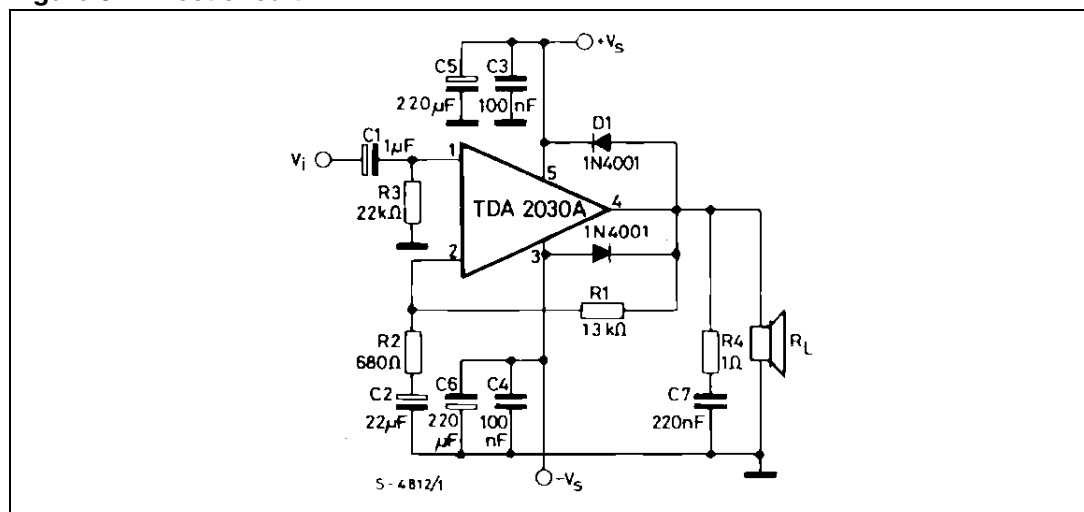 +Vs
C5
220µF
C3
100nF
D1
1N4001
C1
1µF
Vi
R3
22kΩ
1
5
TDA 2030A
4
1N4001
2
3
R1
13kΩ
R2
680Ω
R4
1Ω
RL
C2
22µF
C6
220
µF
C4
100
nF
C7
220nF
S-4812/1
-Vs